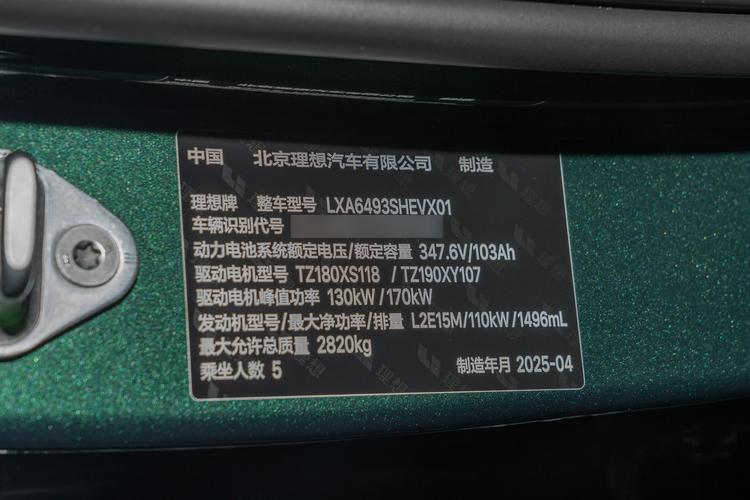 中国 北京理想汽车有限公司 制造
理想牌 整车型号 LXA6493SHEVX01
车辆识别代号
动力电池系统额定电压/额定容量 347.6V/103Ah
驱动电机型号 TZ180XS118 / TZ190XY107
驱动电机峰值功率 130kW /170kW
发动机型号/最大净功率/排量 L2E15M/110kW /1496mL
最大允许总质量 2820kg
乘坐人数 5 制造年月 2025-04